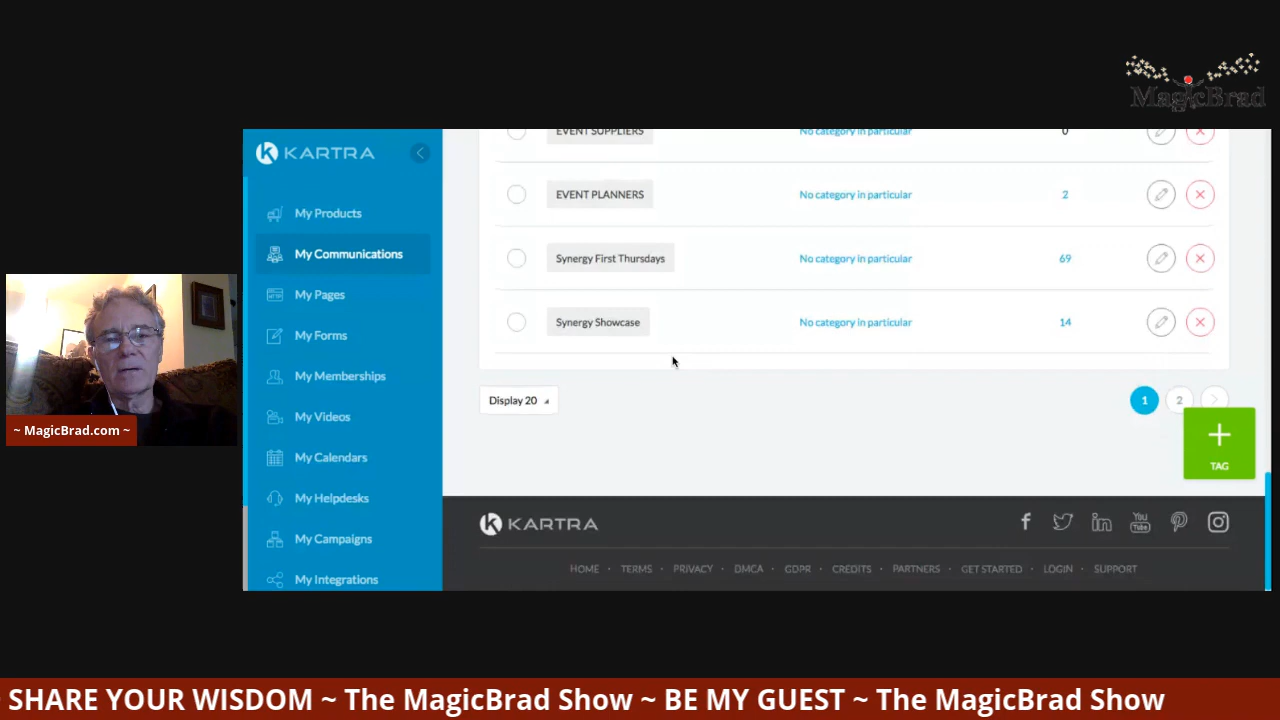 MagicBrad
KARTRA
My Products
My Communications
My Pages
My Forms
My Memberships
My Videos
My Calendars
My Helpdesks
My Campaigns
My Integrations
EVENT SUPPLIERS No category in particular 0
EVENT PLANNERS No category in particular 2
Synergy First Thursdays No category in particular 69
Synergy Showcase No category in particular 14
Display 20
1 2
TAG
KARTRA
You Tube
HOME · TERMS · PRIVACY · DMCA · GDPR · CREDITS · PARTNERS · GET STARTED · LOGIN · SUPPORT
~ MagicBrad.com ~
SHARE YOUR WISDOM ~ The MagicBrad Show ~ BE MY GUEST ~ The MagicBrad Show